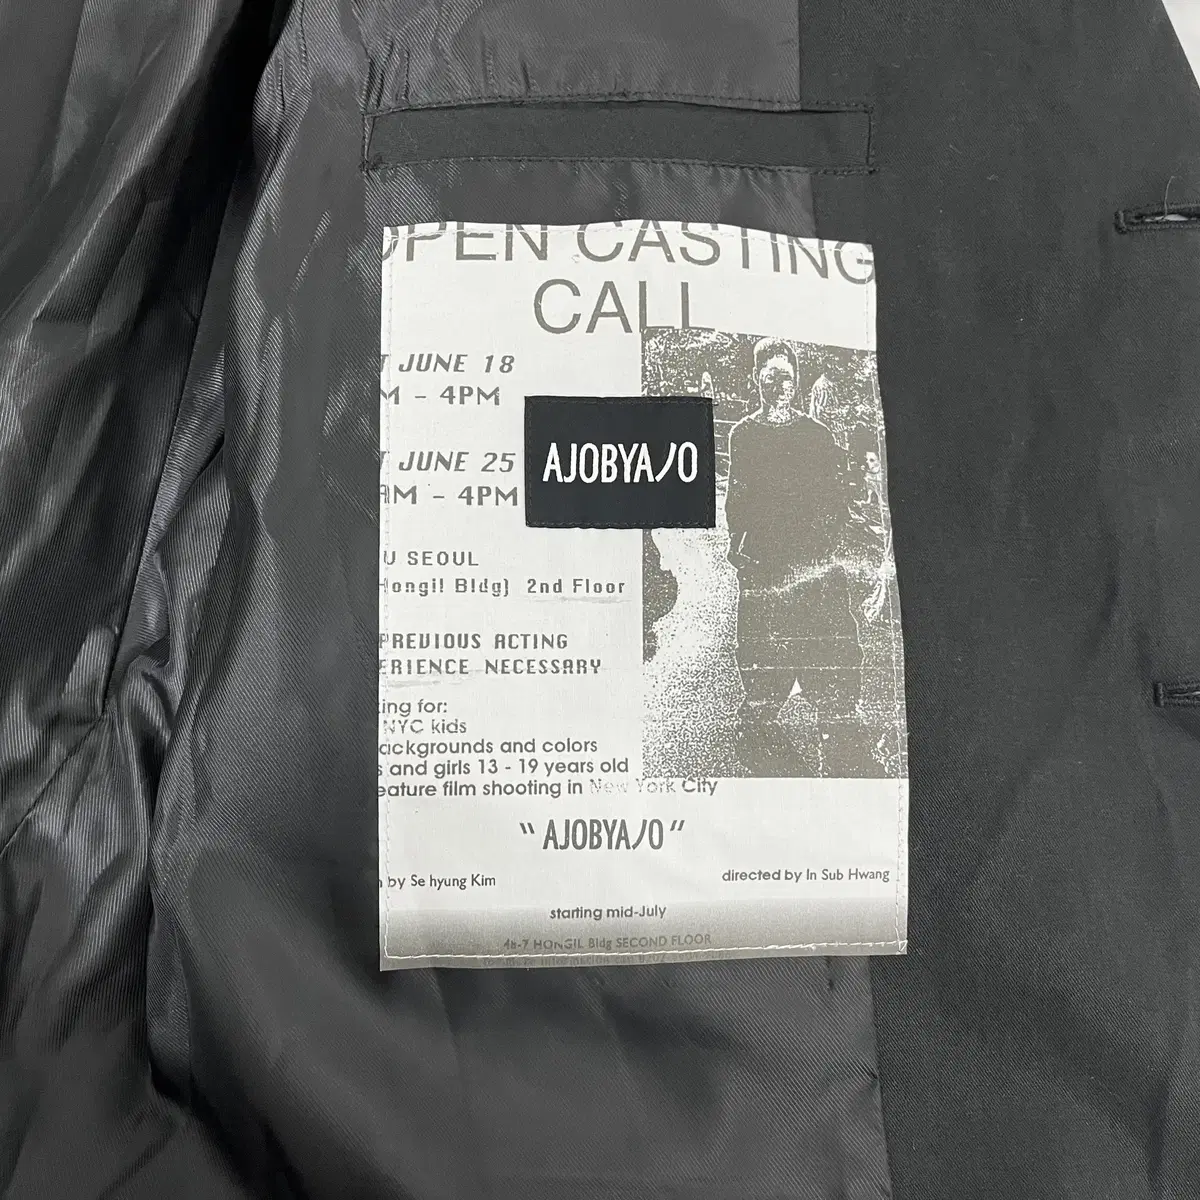 OPEN CASTING
CALL
T JUNE 18
M - 4PM
T JUNE 25
AM - 4PM
AJOBYAJO
U SEOUL
Hongil Bldg) 2nd Floor
PREVIOUS ACTING
ERIENCE NECESSARY
ing for:
NYC kids
ackgrounds and colors
s and girls 13 - 19 years old
eature film shooting in New York City
“ AJOBYAJO ”
by Se hyung Kim
directed by In Sub Hwang
starting mid-July
48-7 HONGIL Bldg SECOND FLOOR